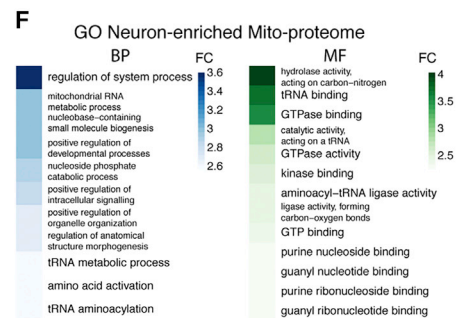 F
GO Neuron-enriched Mito-proteome
BP
FC
regulation of system process
mitochondrial RNA
metabolic process
nucleobase-containing
small molecule biogenesis
positive regulation of
developmental processes
nucleoside phosphate
catabolic process
positive regulation of
intracellular signalling
positive regulation of
organelle organization
regulation of anatomical
structure morphogenesis
tRNA metabolic process
amino acid activation
tRNA aminoacylation
3.6
3.4
3.2
3
2.8
2.6
MF
FC
hydrolase activity,
acting on carbon-nitrogen
tRNA binding
GTPase binding
catalytic activity,
acting on a tRNA
GTPase activity
kinase binding
aminoacyl-tRNA ligase activity
ligase activity, forming
carbon-oxygen bonds
GTP binding
purine nucleoside binding
guanyl nucleotide binding
purine ribonucleoside binding
guanyl ribonucleotide binding
4
3.5
3
2.5